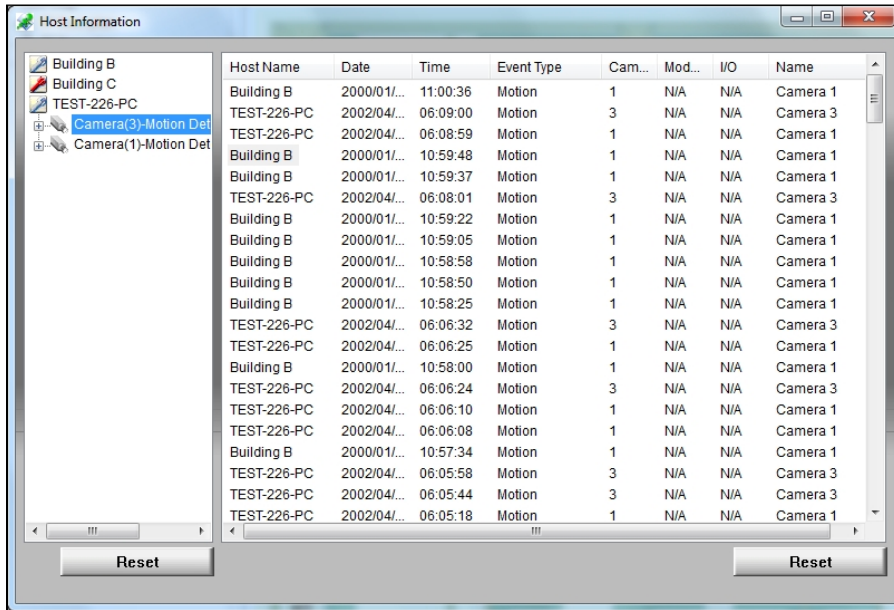 Host Information
Building B
Building C
TEST-226-PC
Camera(3)-Motion Det
Camera(1)-Motion Det
Host Name Date Time Event Type Cam... Mod... I/O Name
Building B 2000/01/... 11:00:36 Motion 1 N/A N/A Camera 1
TEST-226-PC 2002/04/... 06:09:00 Motion 3 N/A N/A Camera 3
TEST-226-PC 2002/04/... 06:08:59 Motion 1 N/A N/A Camera 1
Building B 2000/01/... 10:59:48 Motion 1 N/A N/A Camera 1
Building B 2000/01/... 10:59:37 Motion 1 N/A N/A Camera 1
TEST-226-PC 2002/04/... 06:08:01 Motion 3 N/A N/A Camera 3
Building B 2000/01/... 10:59:22 Motion 1 N/A N/A Camera 1
Building B 2000/01/... 10:59:05 Motion 1 N/A N/A Camera 1
Building B 2000/01/... 10:58:58 Motion 1 N/A N/A Camera 1
Building B 2000/01/... 10:58:50 Motion 1 N/A N/A Camera 1
Building B 2000/01/... 10:58:25 Motion 1 N/A N/A Camera 1
TEST-226-PC 2002/04/... 06:06:32 Motion 3 N/A N/A Camera 3
TEST-226-PC 2002/04/... 06:06:25 Motion 1 N/A N/A Camera 1
Building B 2000/01/... 10:58:00 Motion 1 N/A N/A Camera 1
TEST-226-PC 2002/04/... 06:06:24 Motion 3 N/A N/A Camera 3
TEST-226-PC 2002/04/... 06:06:10 Motion 1 N/A N/A Camera 1
TEST-226-PC 2002/04/... 06:06:08 Motion 1 N/A N/A Camera 1
Building B 2000/01/... 10:57:34 Motion 1 N/A N/A Camera 1
TEST-226-PC 2002/04/... 06:05:58 Motion 3 N/A N/A Camera 3
TEST-226-PC 2002/04/... 06:05:44 Motion 3 N/A N/A Camera 3
TEST-226-PC 2002/04/... 06:05:18 Motion 1 N/A N/A Camera 1
Reset
Reset